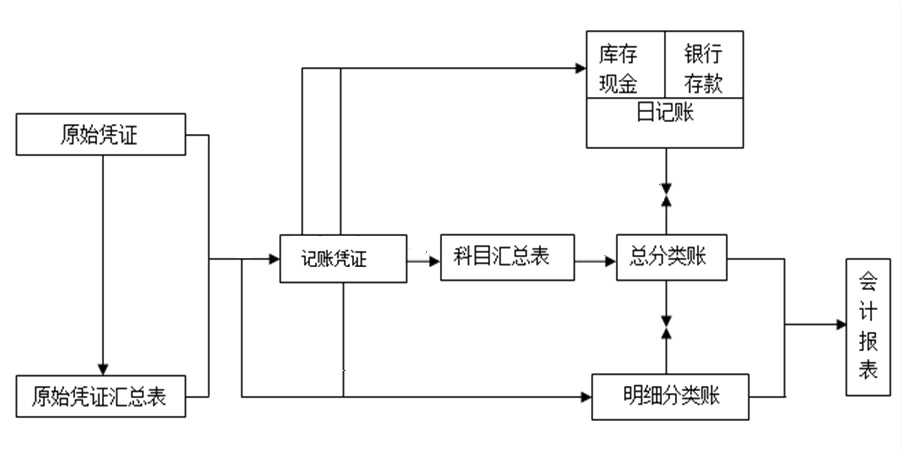 库存
现金
银行
存款
日记账
原始凭证
记账凭证
科目汇总表
总分类账
会
计
报
表
原始凭证汇总表
明细分类账